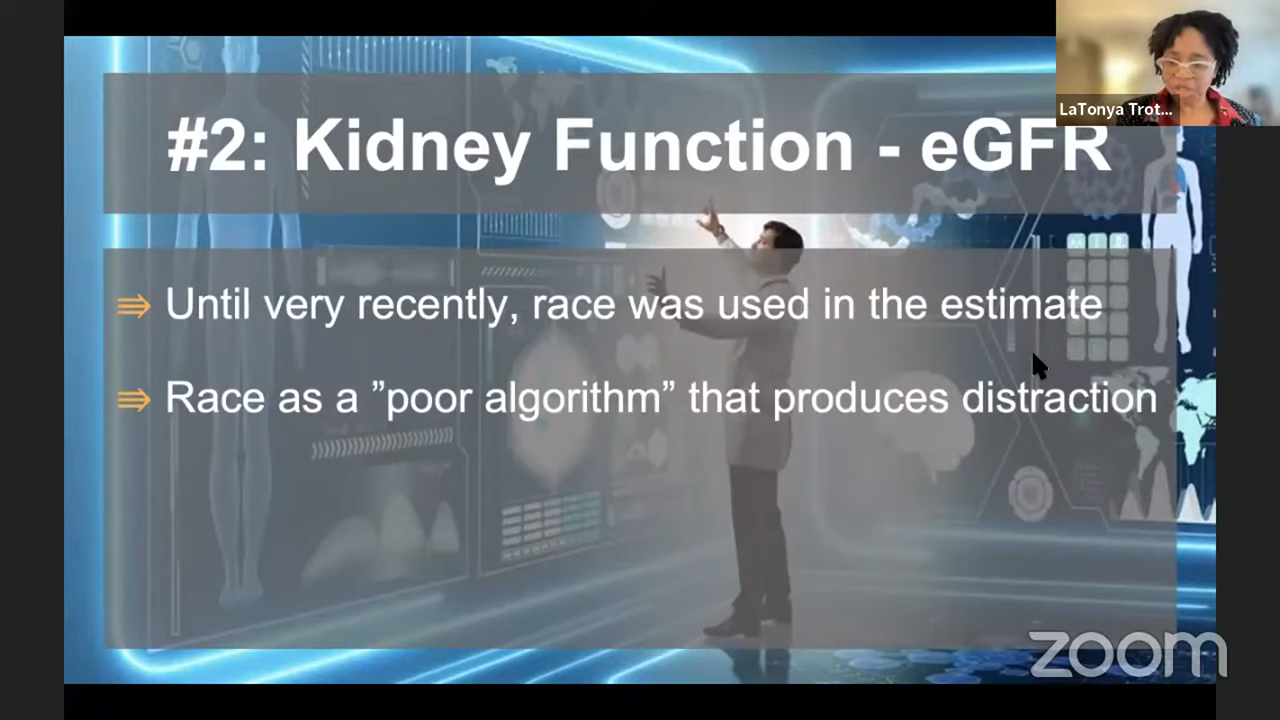 LaTonya Trot...
#2: Kidney Function - eGFR
⇛ Until very recently, race was used in the estimate
⇛ Race as a ”poor algorithm” that produces distraction
zoom